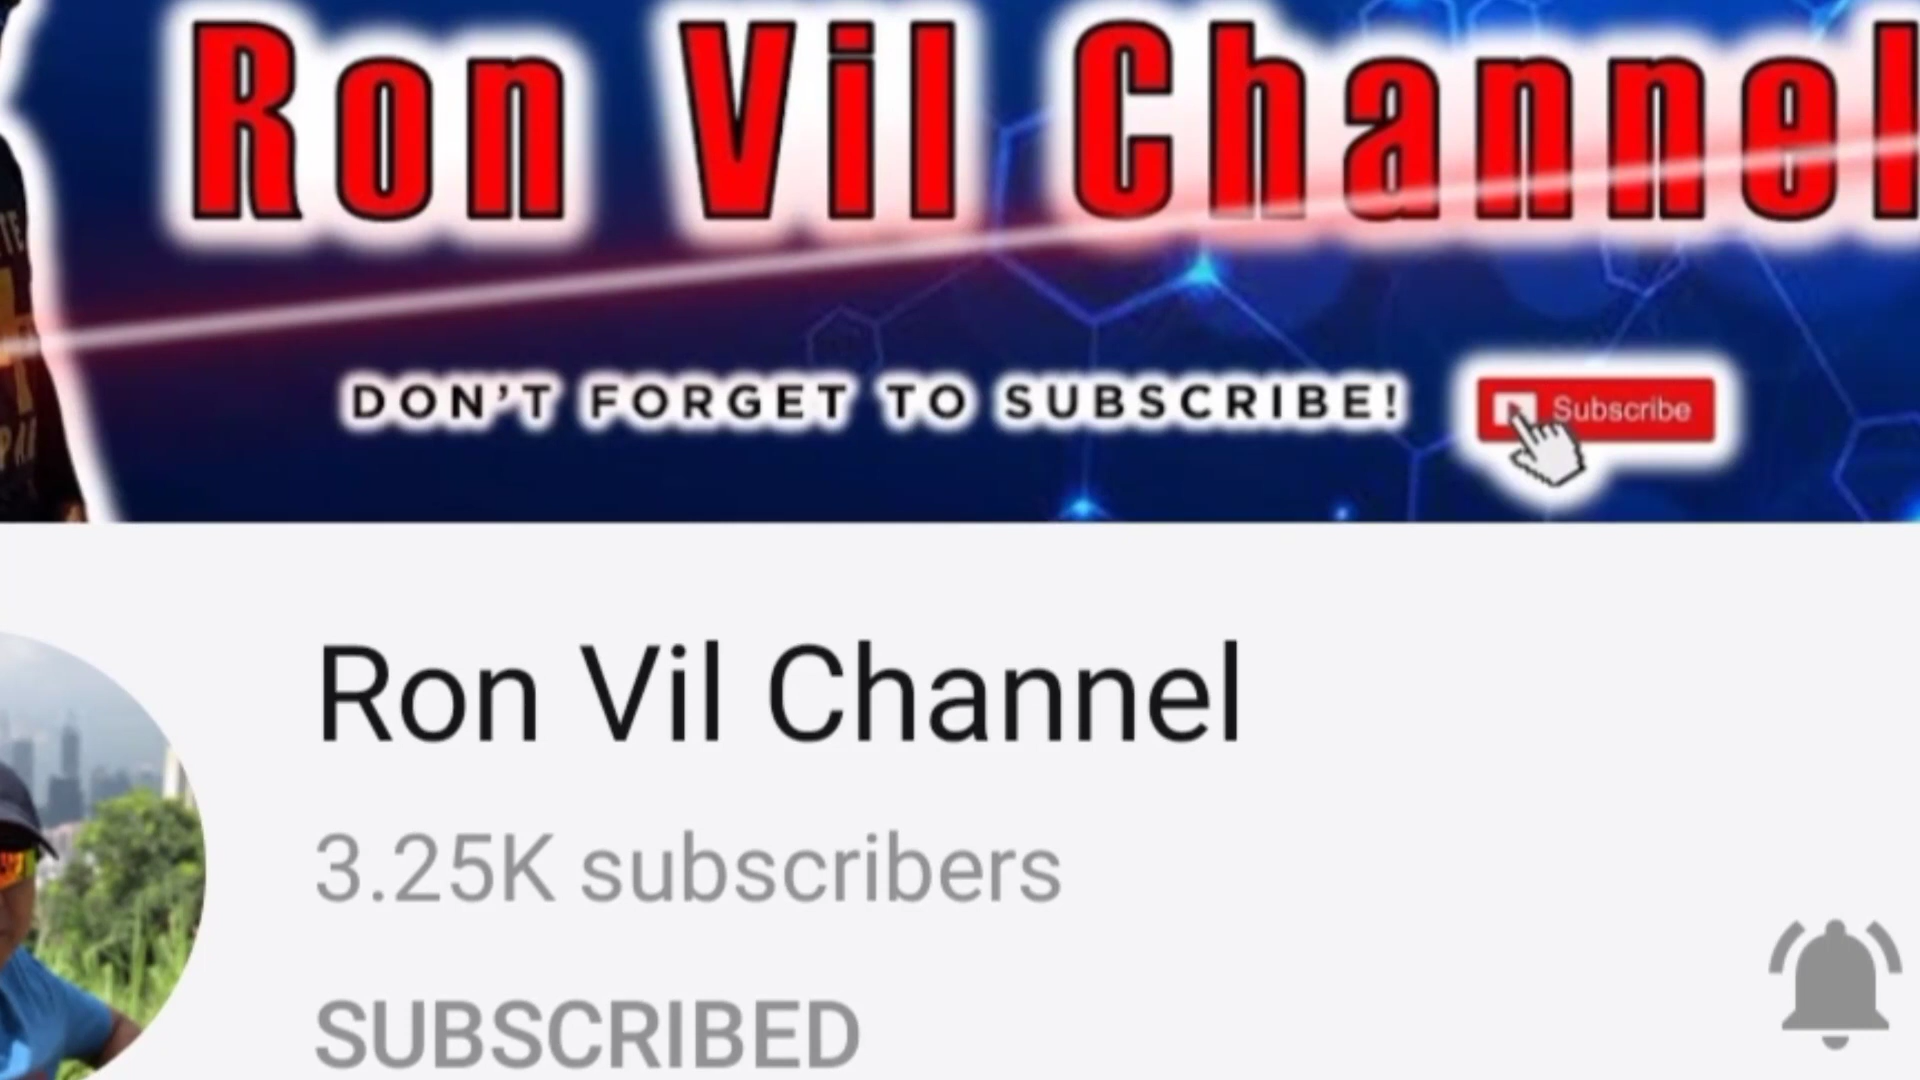 Ron Vil Channel
DON'T FORGET TO SUBSCRIBE!
Subscribe
Ron Vil Channel
3.25K subscribers
SUBSCRIBED